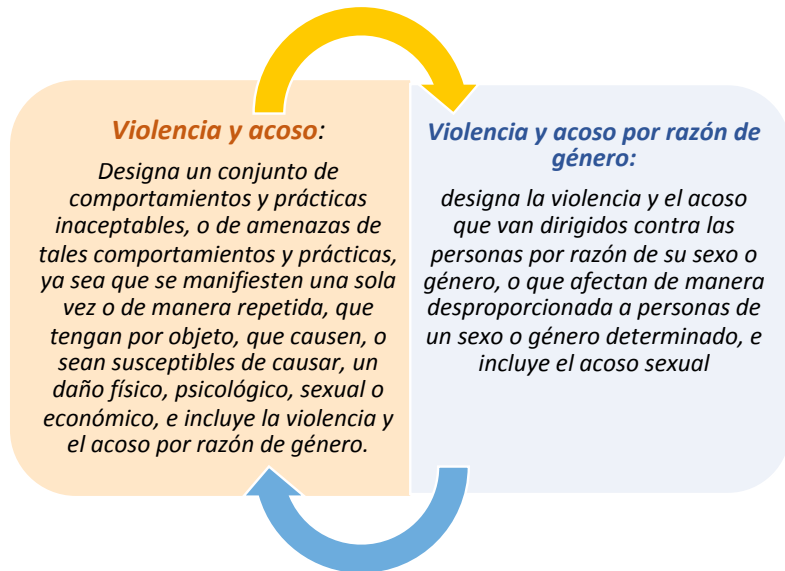 Violencia y acoso:
Designa un conjunto de
comportamientos y prácticas
inaceptables, o de amenazas de
tales comportamientos y prácticas,
ya sea que se manifiesten una sola
vez o de manera repetida, que
tengan por objeto, que causen, o
sean susceptibles de causar, un
daño físico, psicológico, sexual o
económico, e incluye la violencia y
el acoso por razón de género.
Violencia y acoso por razón de
género:
designa la violencia y el acoso
que van dirigidos contra las
personas por razón de su sexo o
género, o que afectan de manera
desproporcionada a personas de
un sexo o género determinado, e
incluye el acoso sexual